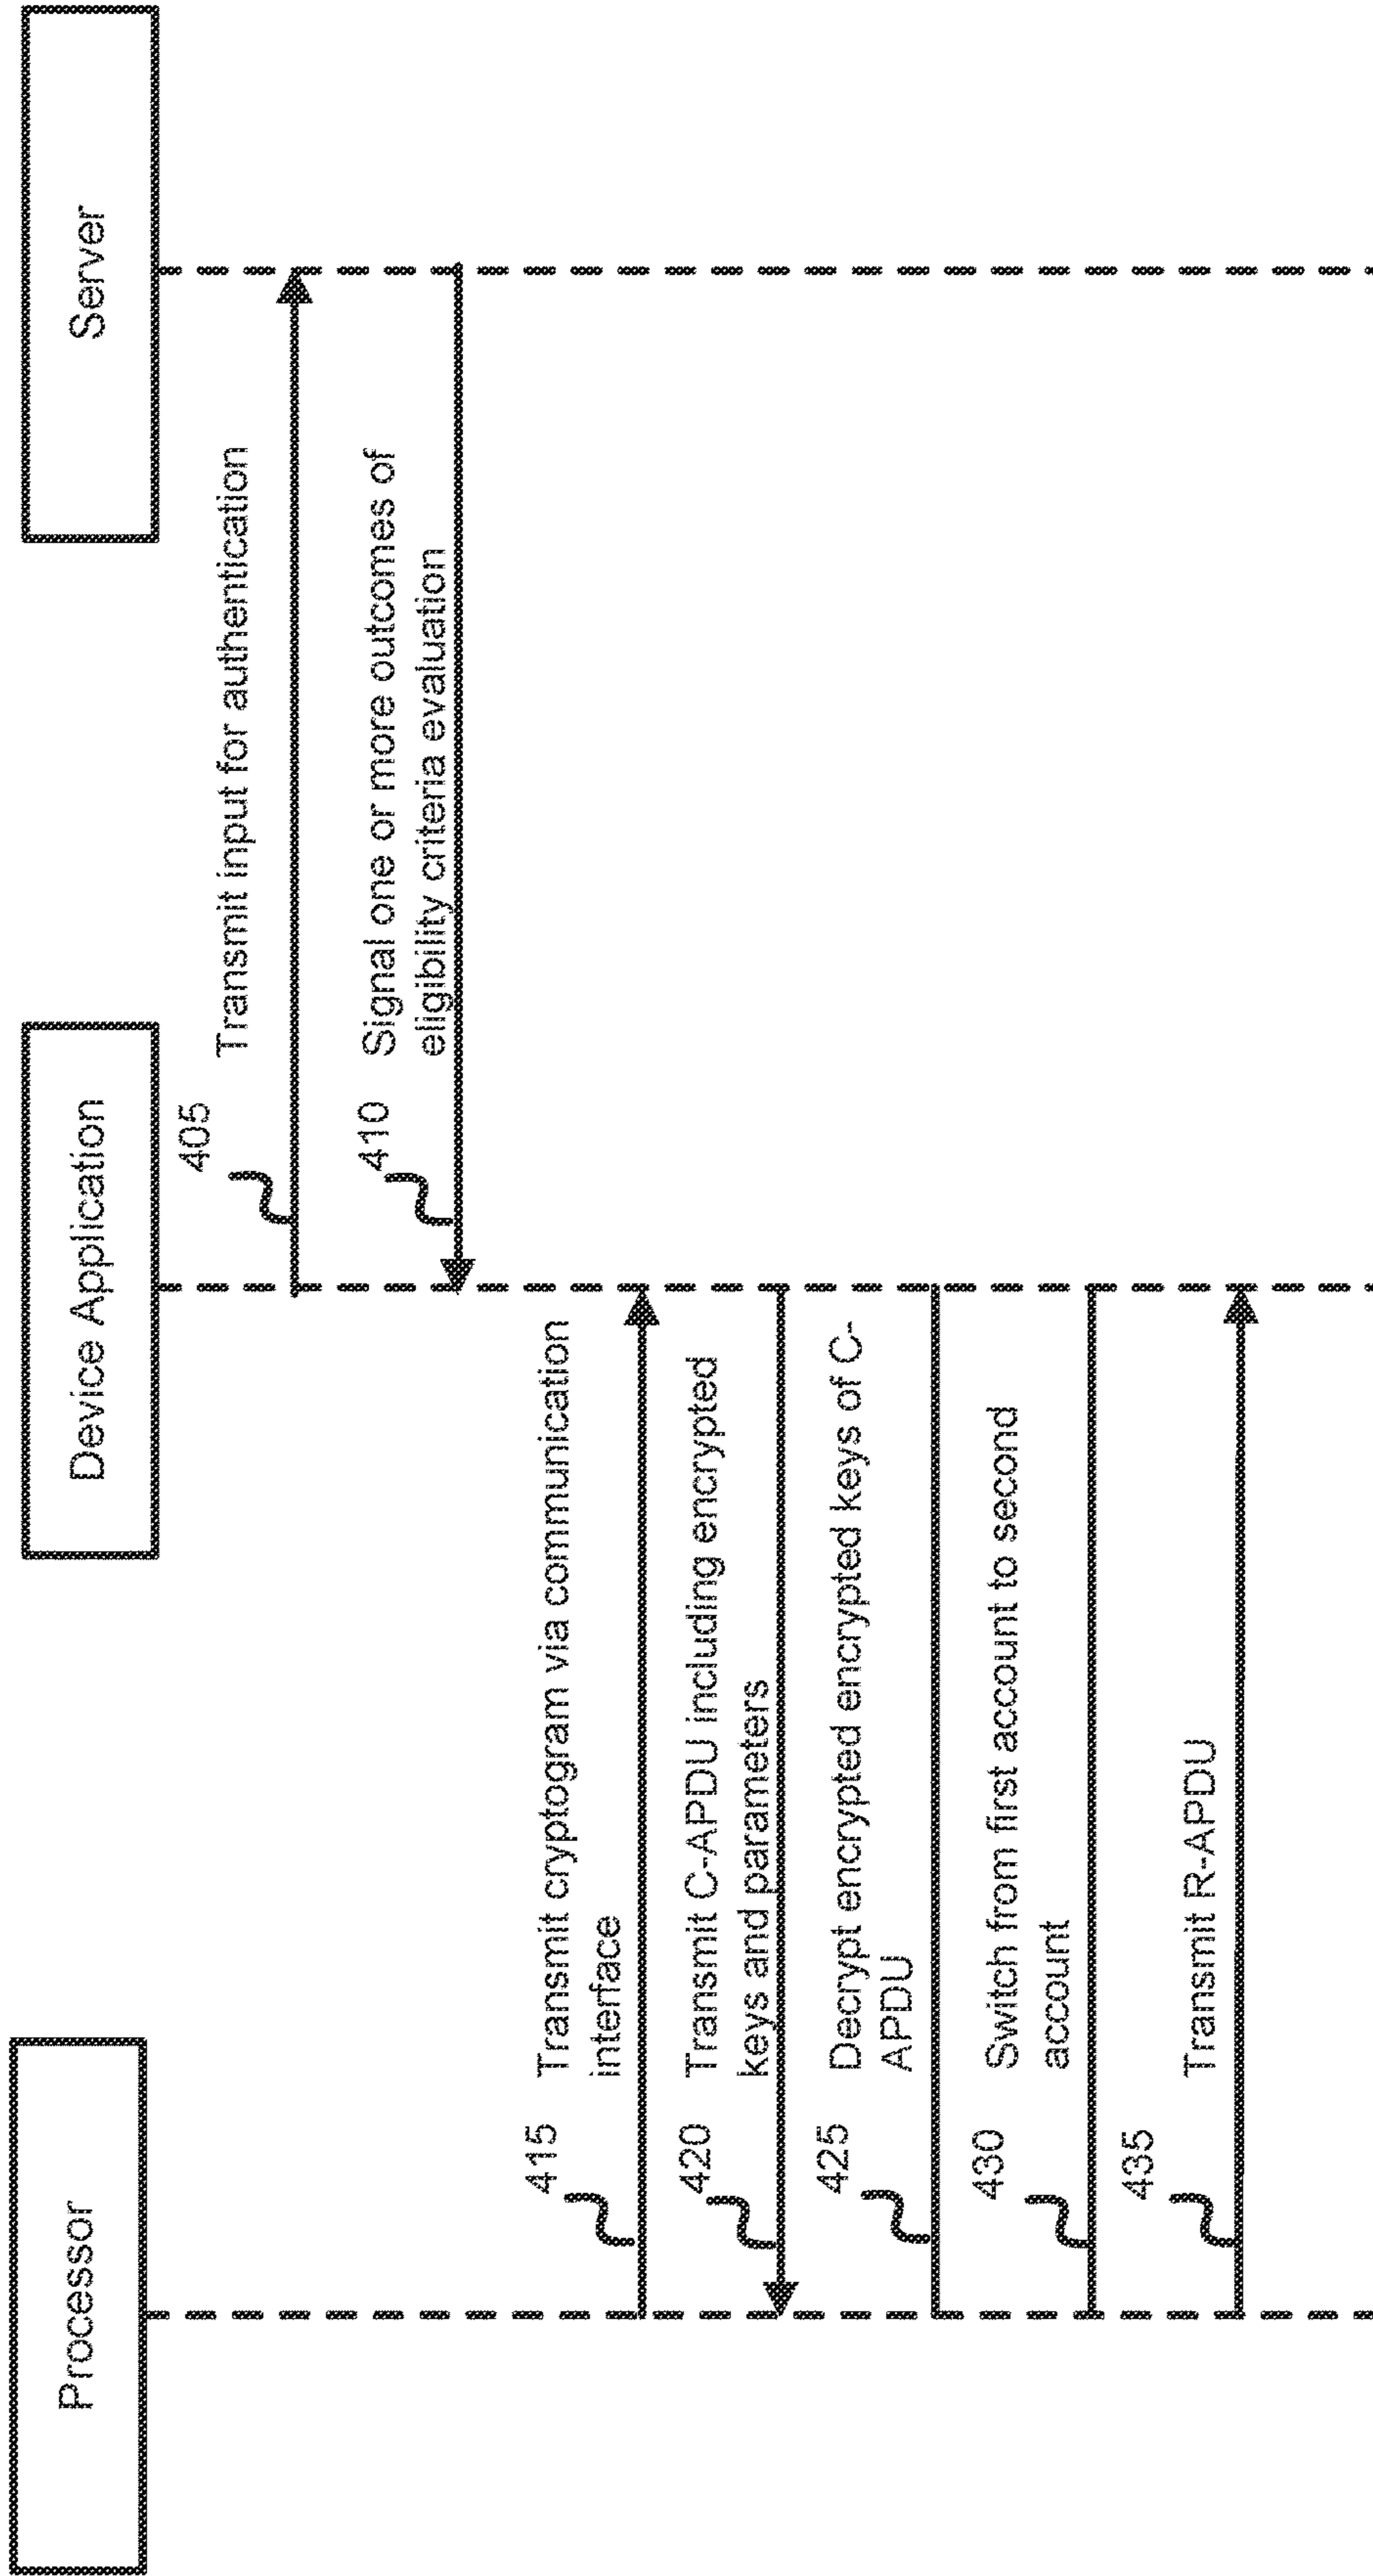 Processor
Device Application
Server
405
Transmit input for authentication
410
Signal one or more outcomes of
eligibility criteria evaluation
415
Transmit cryptogram via communication
interface
420
Transmit C-APDU including encrypted
keys and parameters
425
Decrypt encrypted encrypted keys of C-
APDU
430
Switch from first account to second
account
435
Transmit R-APDU